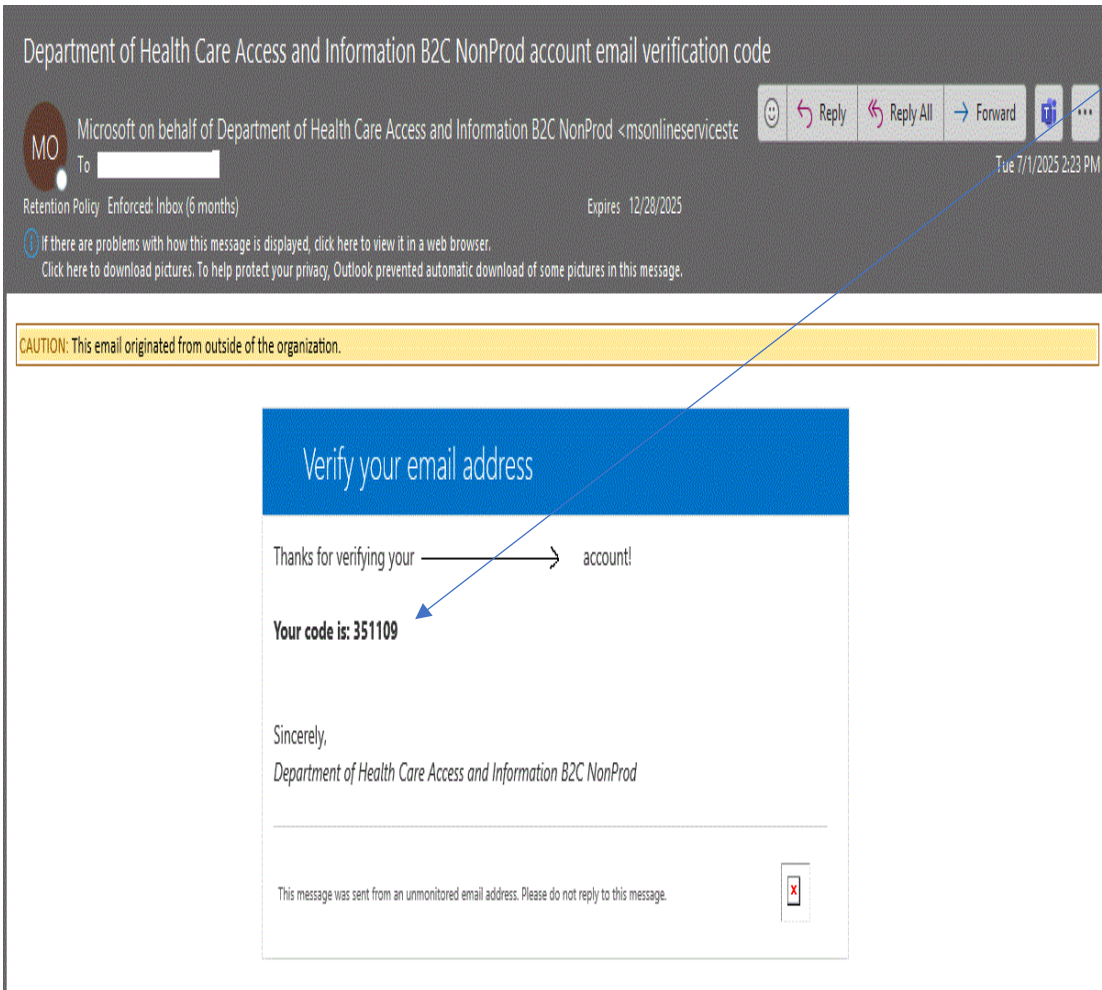 Department of Health Care Access and Information B2C NonProd account email verification code
Reply
Reply All
Forward
MO
Microsoft on behalf of Department of Health Care Access and Information B2C NonProd <msonlineserviceste
To
Tue 7/1/2025 2:23 PM
Retention Policy Enforced: Inbox (6 months)
Expires 12/28/2025
If there are problems with how this message is displayed, click here to view it in a web browser.
Click here to download pictures. To help protect your privacy, Outlook prevented automatic download of some pictures in this message.
CAUTION: This email originated from outside of the organization.
Verify your email address
Thanks for verifying your account!
Your code is: 351109
Sincerely,
Department of Health Care Access and Information B2C NonProd
This message was sent from an unmonitored email address. Please do not reply to this message.